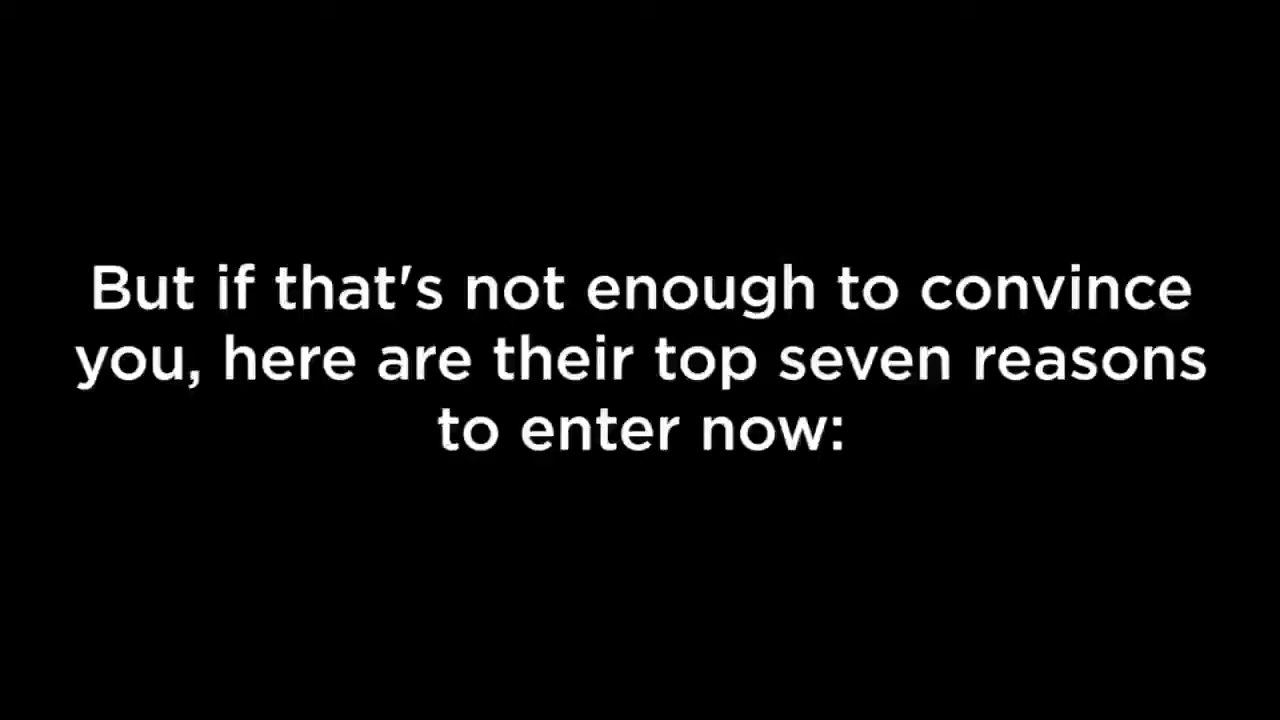 But if that's not enough to convince
you, here are their top seven reasons
to enter now: